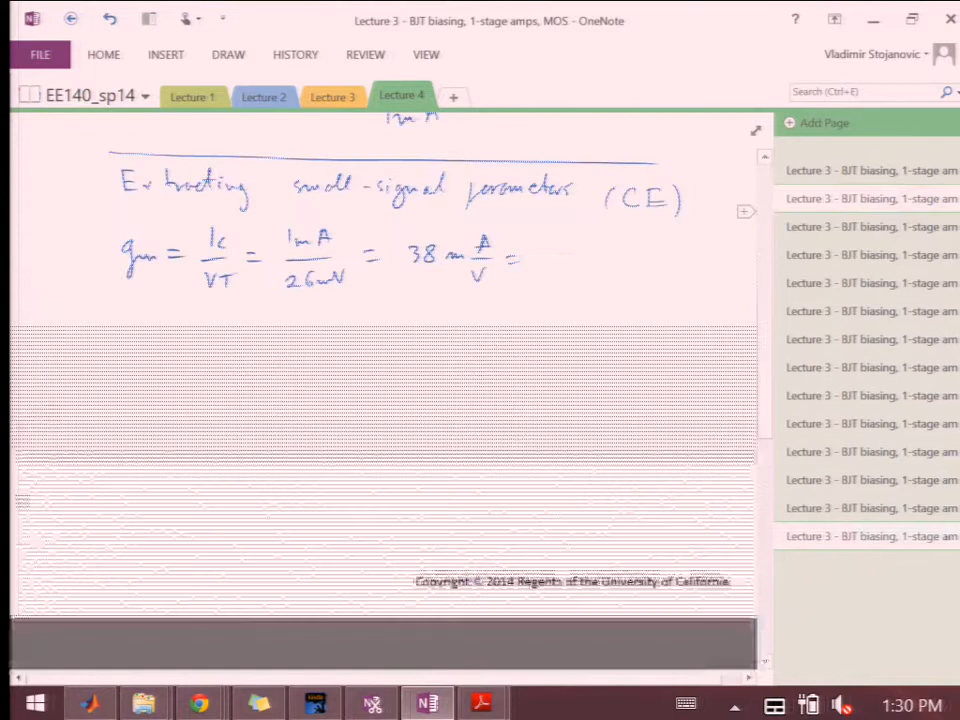 Lecture 3 - BJT biasing, 1-stage amps, MOS - OneNote
?
FILE HOME INSERT DRAW HISTORY REVIEW VIEW
Vladimir Stojanovic
EE140_sp14
Lecture 1
Lecture 2
Lecture 3
Lecture 4
+
Search (Ctrl+E)
Add Page
1m A
Extracting small-signal parameters (CE)
gm = Ic / VT = 1mA / 26mV = 38 m A / V =
Copyright © 2014 Regents of the University of California
Lecture 3 - BJT biasing, 1-stage am
Lecture 3 - BJT biasing, 1-stage am
Lecture 3 - BJT biasing, 1-stage am
Lecture 3 - BJT biasing, 1-stage am
Lecture 3 - BJT biasing, 1-stage am
Lecture 3 - BJT biasing, 1-stage am
Lecture 3 - BJT biasing, 1-stage am
Lecture 3 - BJT biasing, 1-stage am
Lecture 3 - BJT biasing, 1-stage am
Lecture 3 - BJT biasing, 1-stage am
Lecture 3 - BJT biasing, 1-stage am
Lecture 3 - BJT biasing, 1-stage am
Lecture 3 - BJT biasing, 1-stage am
Lecture 3 - BJT biasing, 1-stage am
1:30 PM